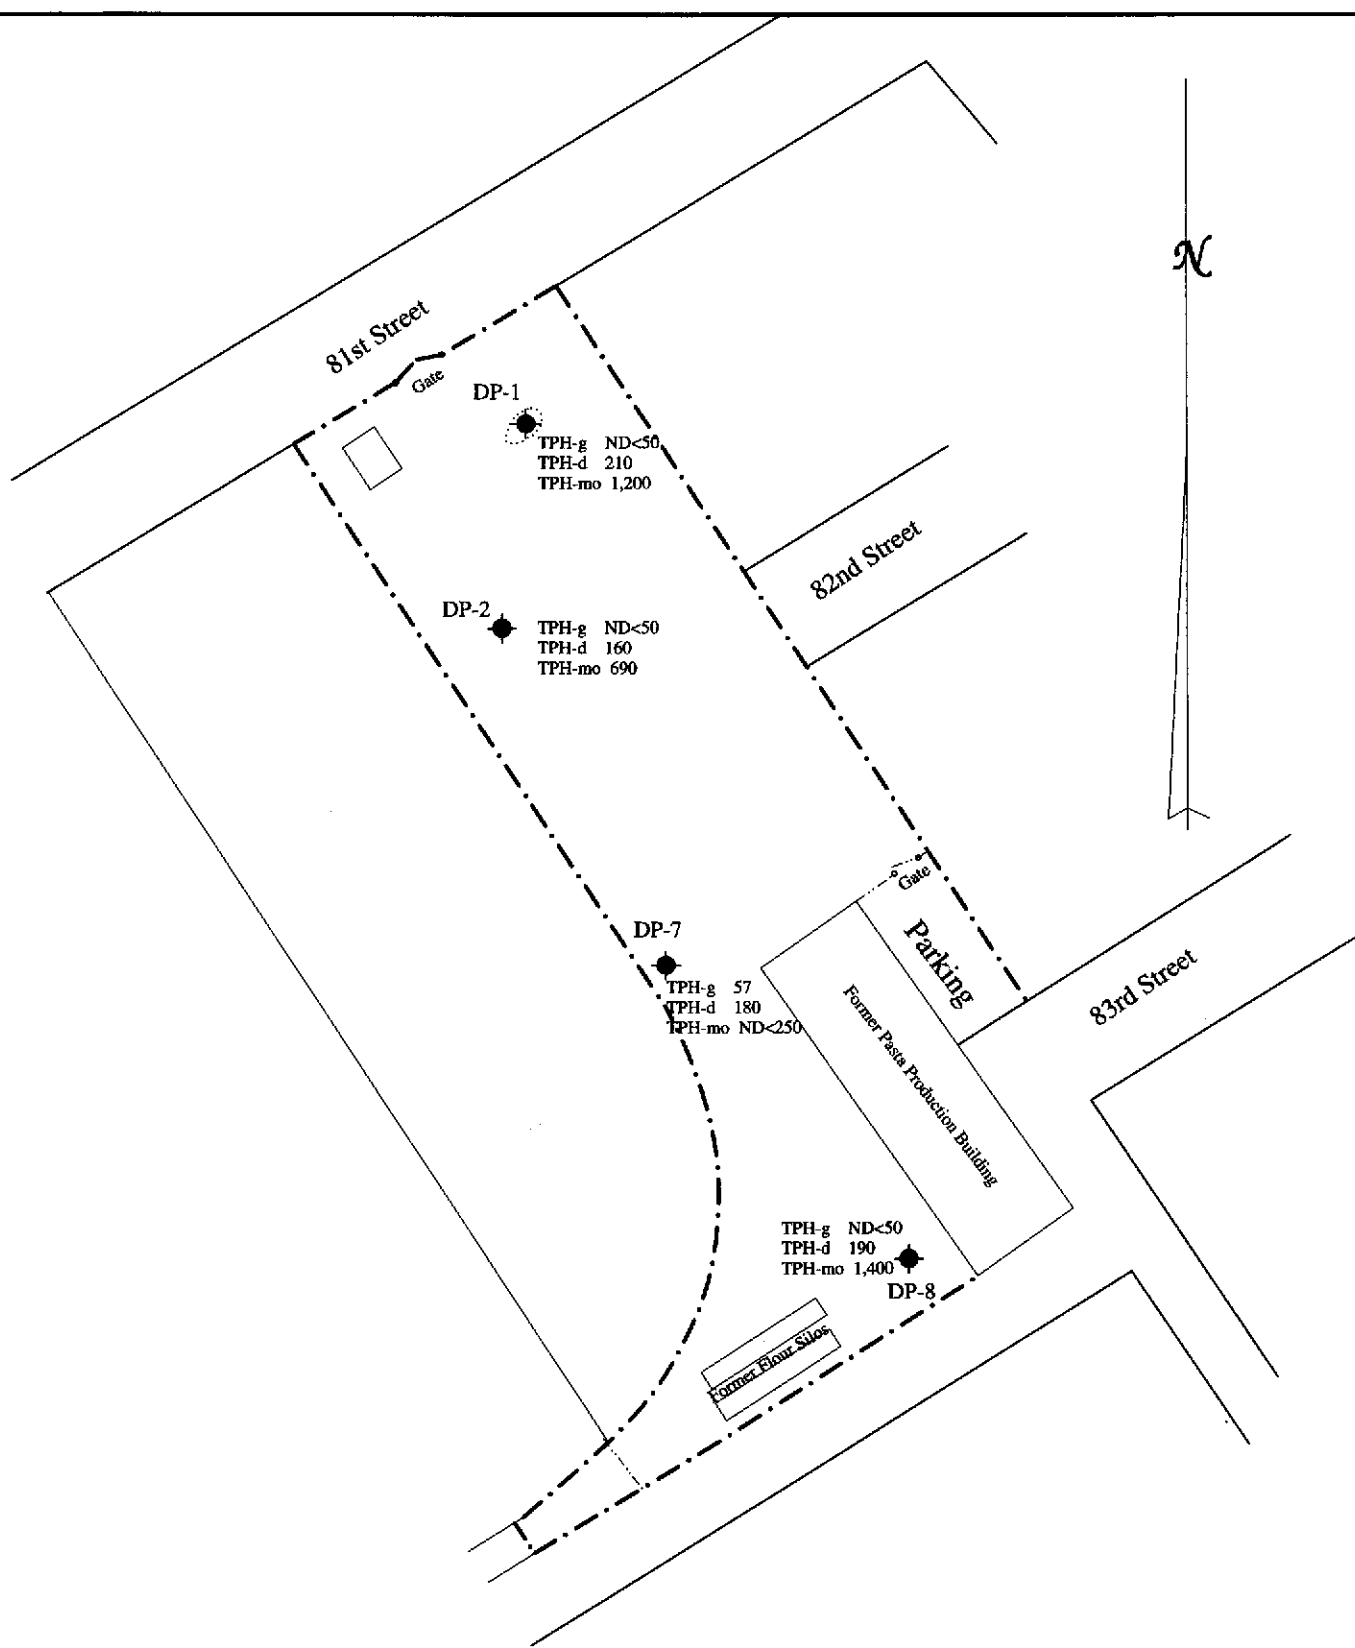 N
81st Street
Gate
DP-1
TPH-g ND<50
TPH-d 210
TPH-mo 1,200
82nd Street
DP-2
TPH-g ND<50
TPH-d 160
TPH-mo 690
Gate
Parking
DP-7
TPH-g 57
TPH-d 180
TPH-mo ND<250
83rd Street
Former Pasta Production Building
TPH-g ND<50
TPH-d 190
TPH-mo 1,400
DP-8
Former Flour Silos